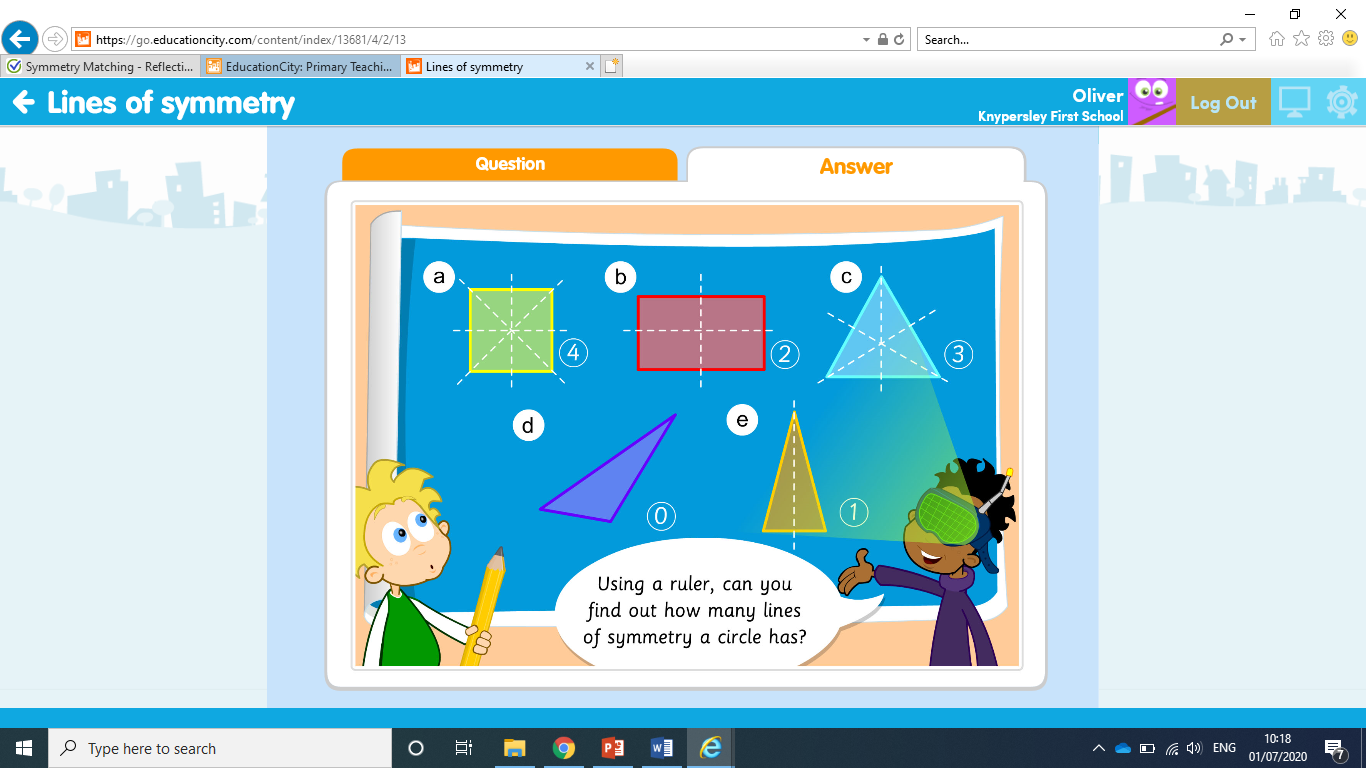 https://go.educationcity.com/content/index/13681/4/2/13
Search...
Symmetry Matching - Reflecti...
EducationCity: Primary Teachi...
Lines of symmetry
Lines of symmetry
Oliver
Knypersley First School
Log Out
Question
Answer
a
b
c
4
2
3
d
e
0
1
Using a ruler, can you
find out how many lines
of symmetry a circle has?
Type here to search
ENG
10:18
01/07/2020
7